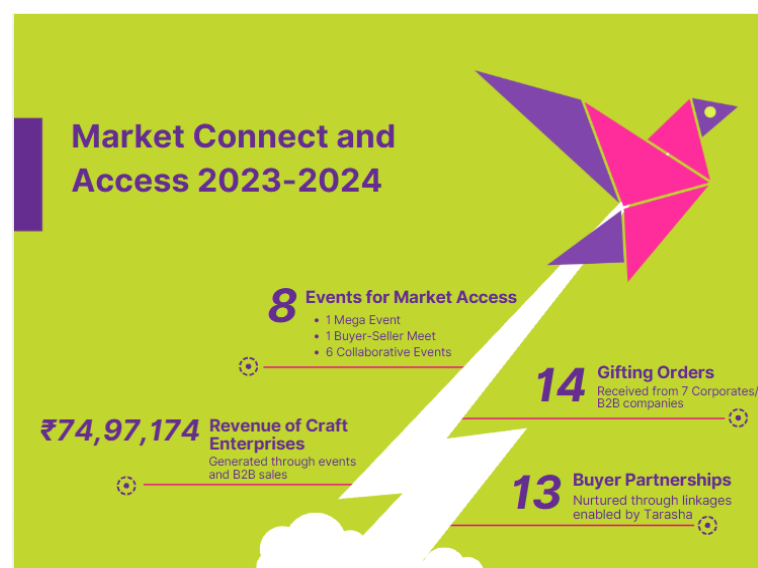 Market Connect and
Access 2023-2024
8 Events for Market Access
• 1 Mega Event
• 1 Buyer-Seller Meet
• 6 Collaborative Events
14 Gifting Orders
Received from 7 Corporates/
B2B companies
₹74,97,174 Revenue of Craft
Enterprises
Generated through events
and B2B sales
13 Buyer Partnerships
Nurtured through linkages
enabled by Tarasha